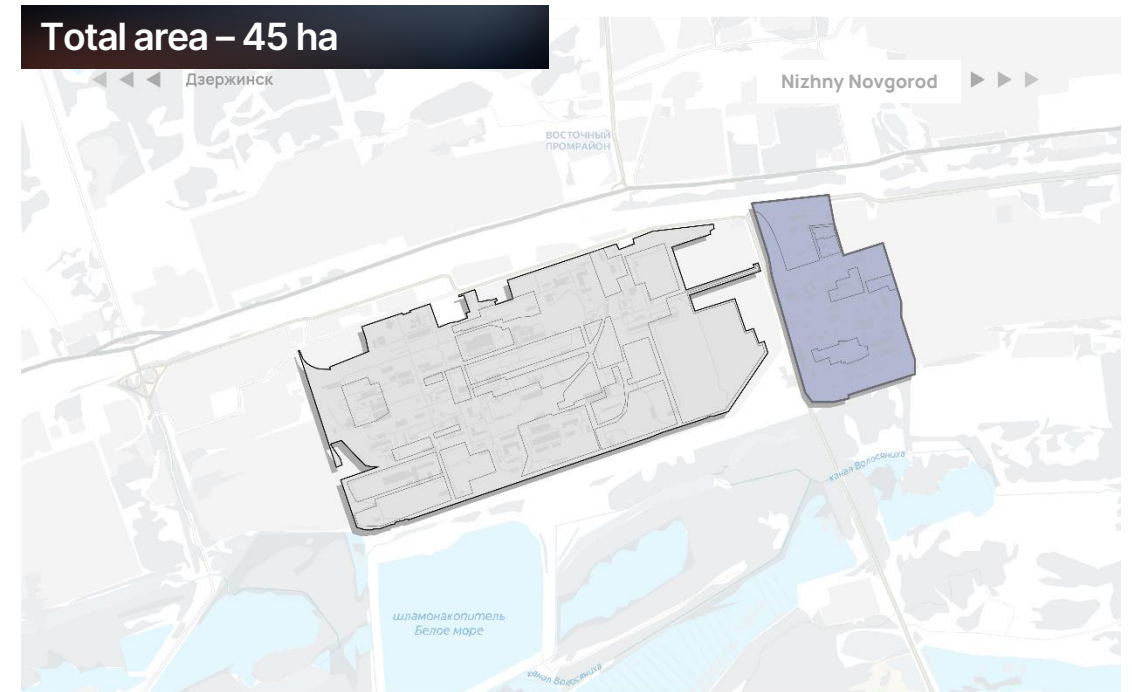 Total area – 45 ha
Дзержинск
Nizhny Novgorod
ВОСТОЧНЫЙ
ПРОМРАЙОН
канал Волосяниха
шламонакопитель
Белое море
канал Волосяниха